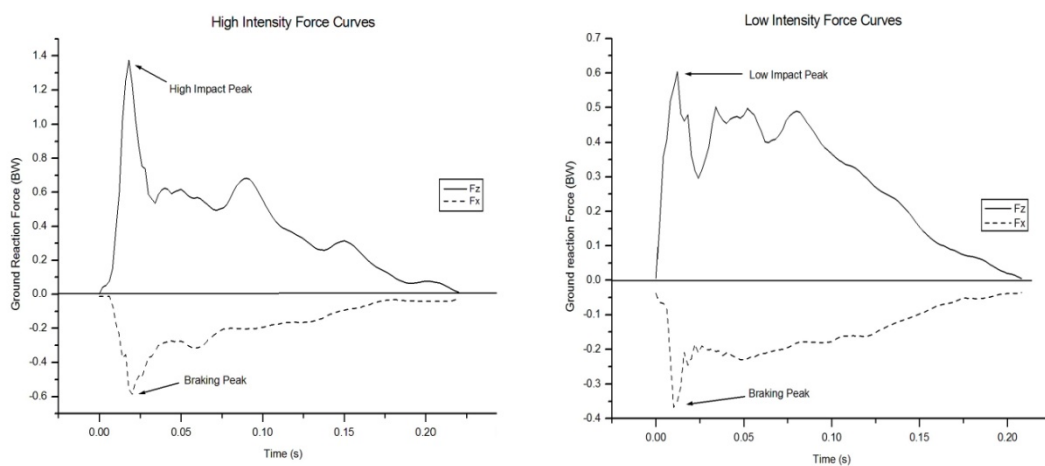 High Intensity Force Curves
Ground Reaction Force (BW)
1.4
1.2
1.0
0.8
0.6
0.4
0.2
0.0
-0.2
-0.4
-0.6
High Impact Peak
Fz
Fx
Braking Peak
0.00
0.05
0.10
0.15
0.20
Time (s)
Low Intensity Force Curves
Ground reaction Force (BW)
0.7
0.6
0.5
0.4
0.3
0.2
0.1
0.0
-0.1
-0.2
-0.3
-0.4
Low Impact Peak
Fz
Fx
Braking Peak
0.00
0.05
0.10
0.15
0.20
Time (s)